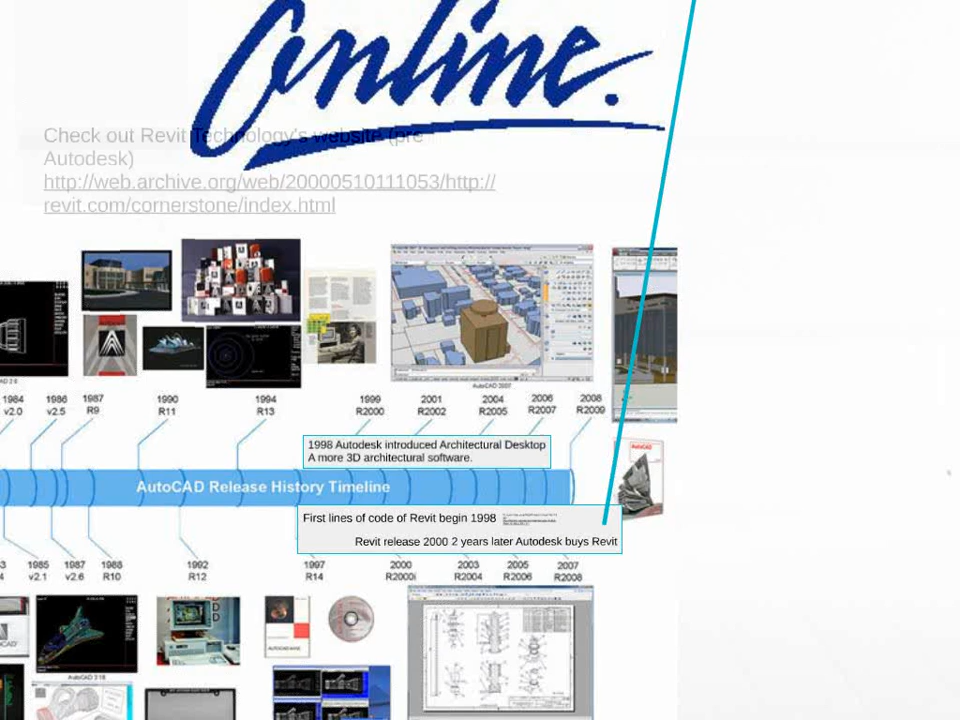 Online.
Check out Revit Technology's website (pre
Autodesk)
http://web.archive.org/web/20000510111053/http://
revit.com/cornerstone/index.html
AutoCAD
AutoCAD 2007
1984 1986 1987 1990 1994 1999 2001 2004 2006 2008
v2.0 v2.5 R9 R11 R13 R2000 R2002 R2005 R2007 R2009
1998 Autodesk introduced Architectural Desktop
A more 3D architectural software.
AutoCAD Release History Timeline
First lines of code of Revit begin 1998
Revit release 2000 2 years later Autodesk buys Revit
1985 1987 1988 1992 1997 2000 2003 2005 2007
v2.1 v2.6 R10 R12 R14 R2000i R2004 R2006 R2008